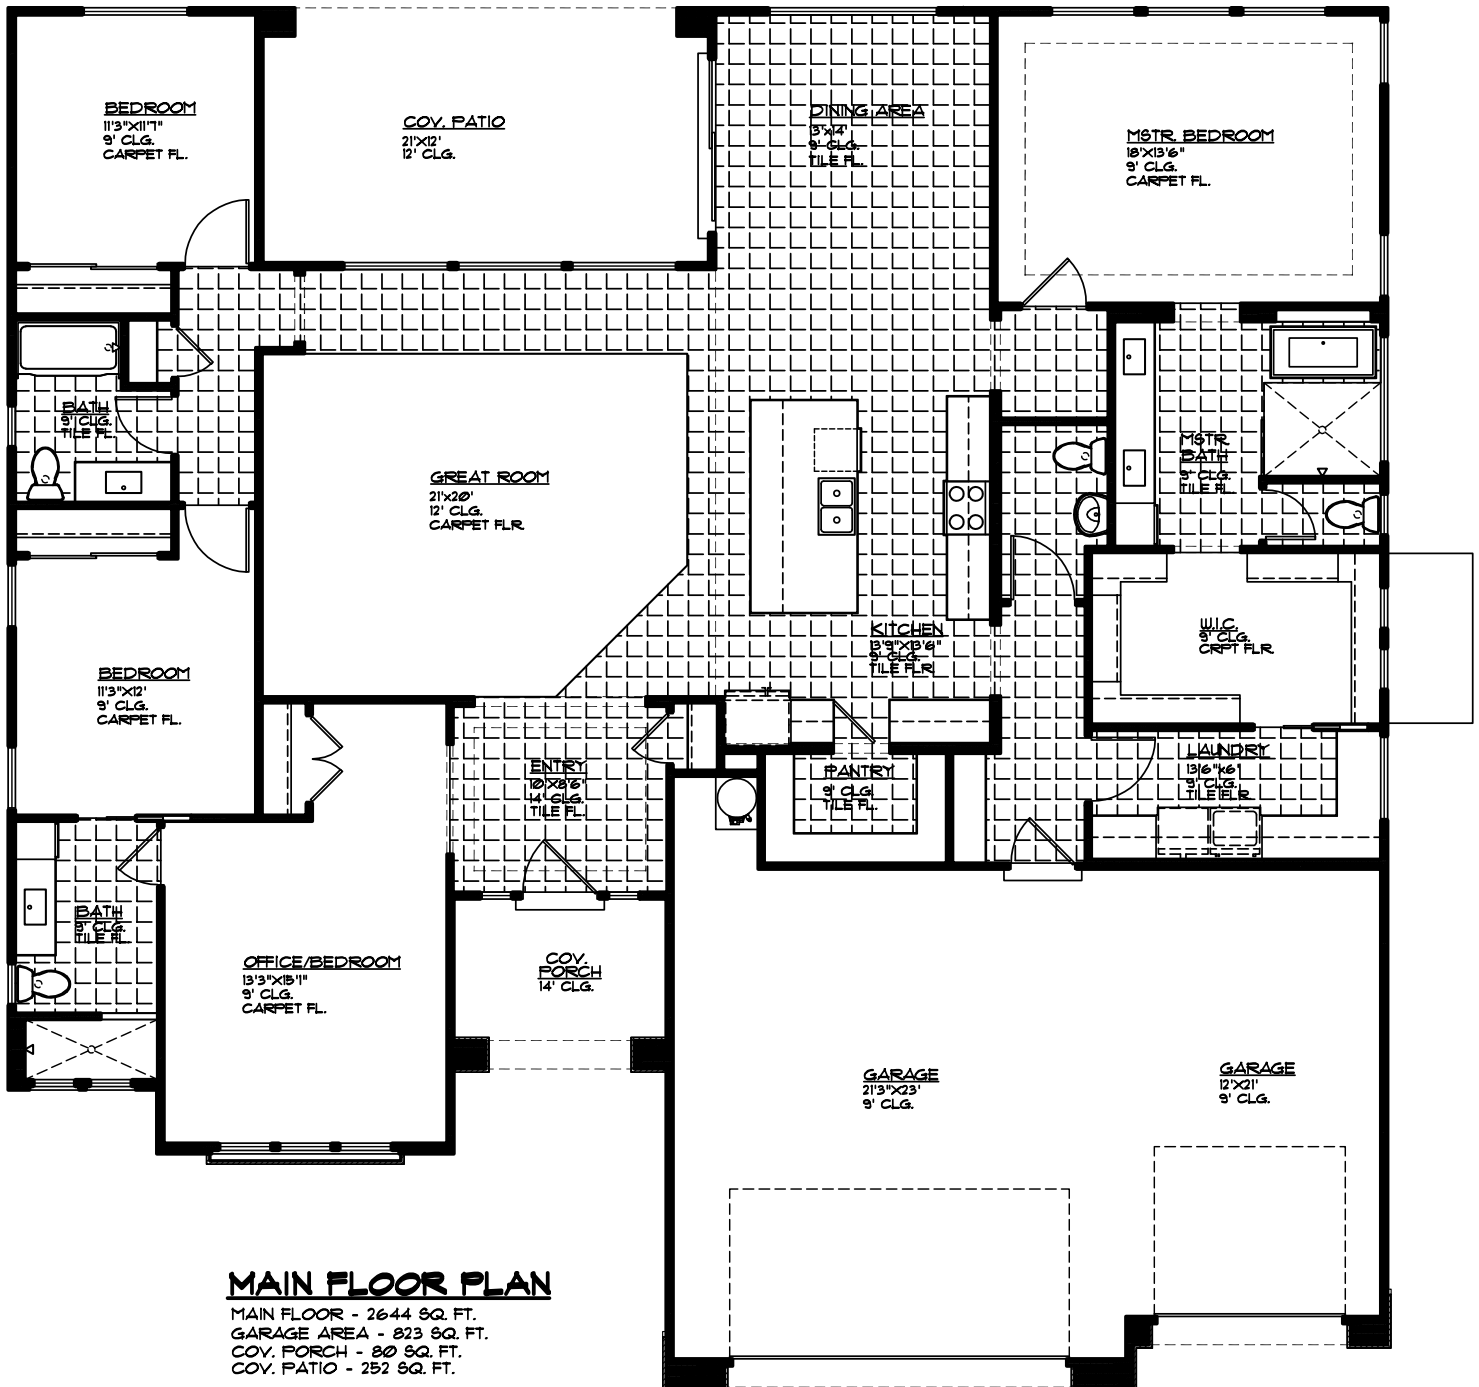 BEDROOM
11'3"X11'7"
9' CLG.
CARPET FL.
COV. PATIO
21'X12'
12' CLG.
DINING AREA
13'x14'
9' CLG.
TILE FL.
MSTR. BEDROOM
18'X13'6"
9' CLG.
CARPET FL.
BATH
9' CLG.
TILE FL.
GREAT ROOM
21'x20'
12' CLG.
CARPET FLR.
MSTR.
BATH
9' CLG.
TILE FL.
KITCHEN
13'9"X13'6"
9' CLG.
TILE FLR.
W.I.C.
9' CLG.
CRPT FLR.
BEDROOM
11'3"X12'
9' CLG.
CARPET FL.
ENTRY
10'X8'6"
14' CLG.
TILE FL.
PANTRY
9' CLG.
TILE FL.
LAUNDRY
13'6"x6'
9' CLG.
TILE FLR.
BATH
9' CLG.
TILE FL.
OFFICE/BEDROOM
13'3"X15'1"
9' CLG.
CARPET FL.
COV.
PORCH
14' CLG.
GARAGE
21'3"X23'
9' CLG.
GARAGE
12'X21'
9' CLG.
MAIN FLOOR PLAN
MAIN FLOOR - 2644 SQ. FT.
GARAGE AREA - 823 SQ. FT.
COV. PORCH - 80 SQ. FT.
COV. PATIO - 252 SQ. FT.